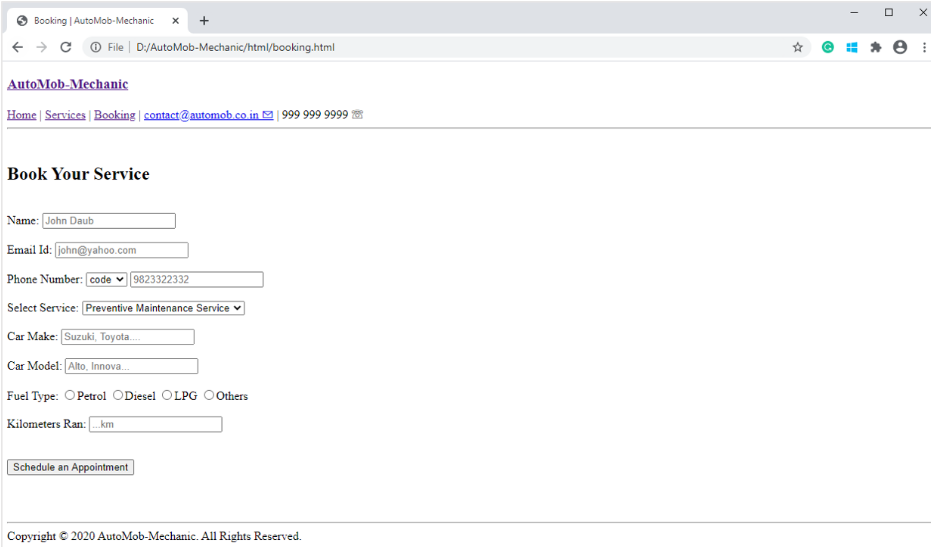 Booking | AutoMob-Mechanic
File | D:/AutoMob-Mechanic/html/booking.html
AutoMob-Mechanic
Home | Services | Booking | contact@automob.co.in ✉ | 999 999 9999 ☏
Book Your Service
Name: John Daub
Email Id: john@yahoo.com
Phone Number: code 9823322332
Select Service: Preventive Maintenance Service
Car Make: Suzuki, Toyota....
Car Model: Alto, Innova...
Fuel Type: Petrol Diesel LPG Others
Kilometers Ran: ...km
Schedule an Appointment
Copyright © 2020 AutoMob-Mechanic. All Rights Reserved.